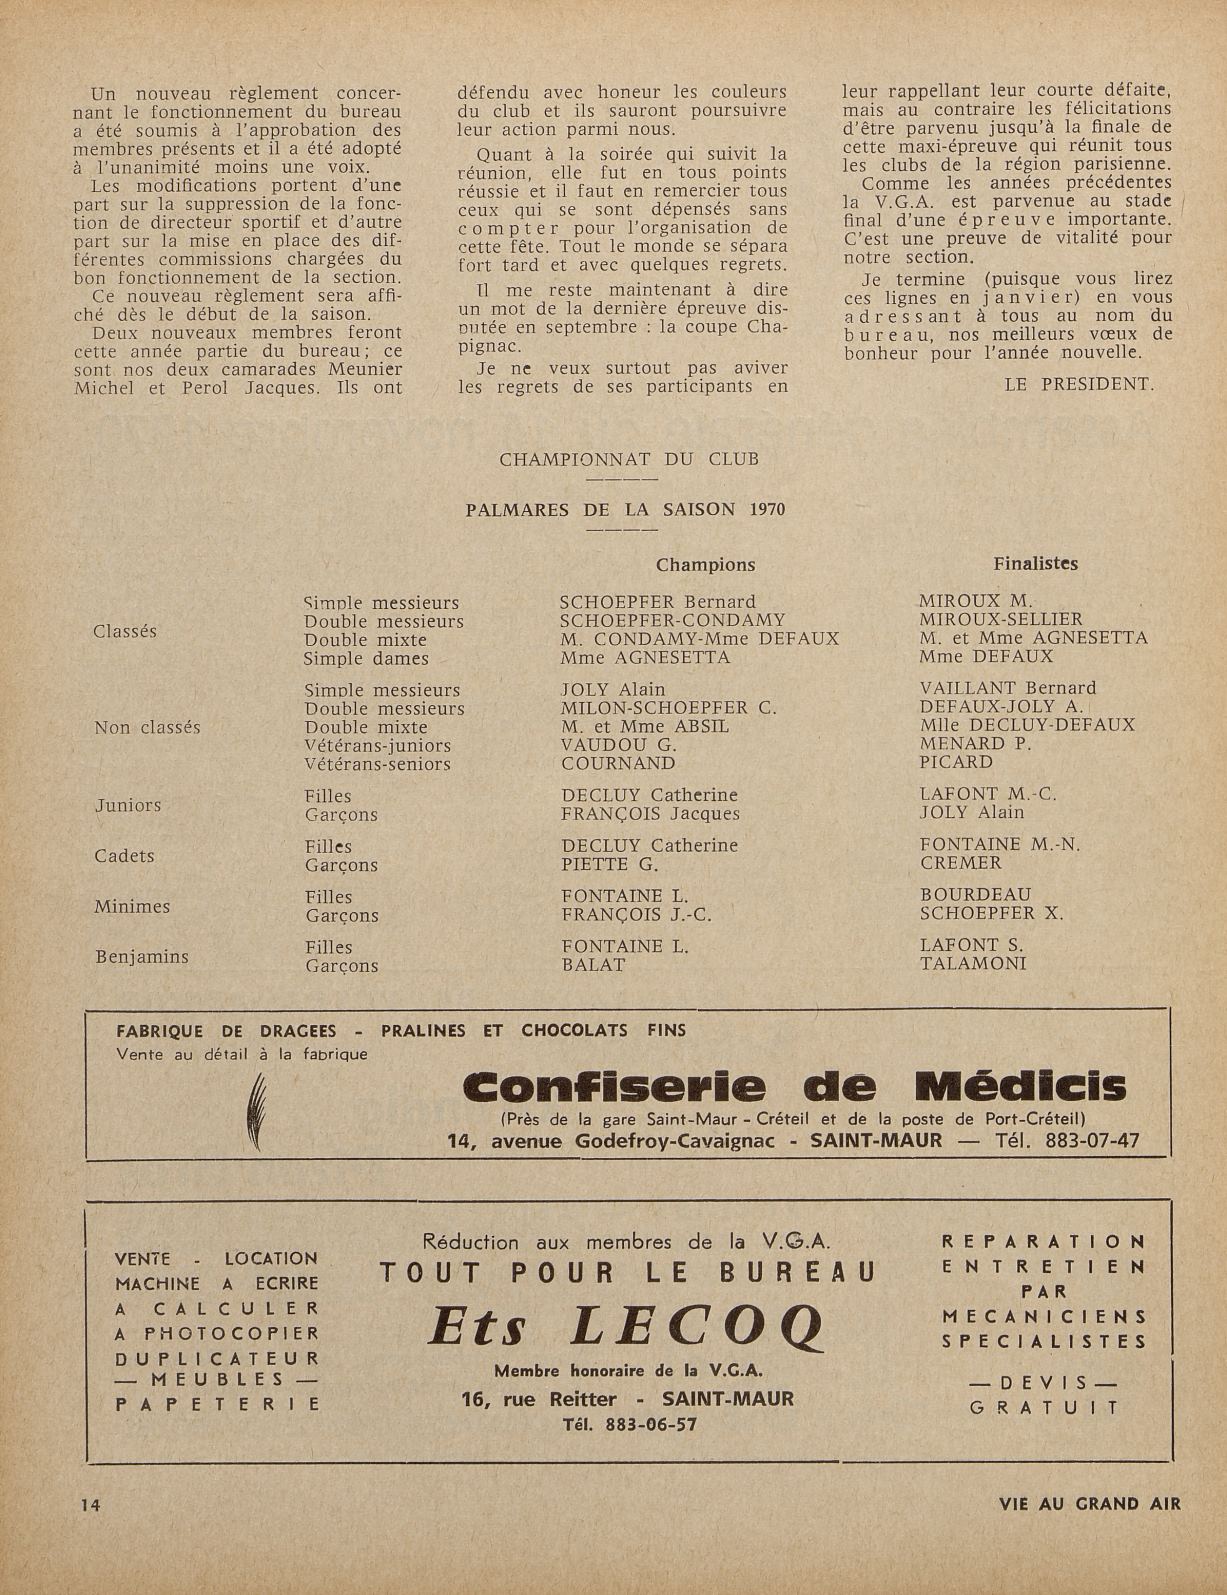 Un nouveau règlement concer-
nant le fonctionnement du bureau
a été soumis à l'approbation des
membres présents et il a été adopté
à l'unanimité moins une voix.
Les modifications portent d'une
part sur la suppression de la fonc-
tion de directeur sportif et d'autre
part sur la mise en place des dif-
férentes commissions chargées du
bon fonctionnement de la section.
Ce nouveau règlement sera affi-
ché dès le début de la saison.
Deux nouveaux membres feront
cette année partie du bureau; ce
sont nos deux camarades Meunier
Michel et Perol Jacques. Ils ont
défendu avec honeur les couleurs
du club et ils sauront poursuivre
leur action parmi nous.
Quant à la soirée qui suivit la
réunion, elle fut en tous points
réussie et il faut en remercier tous
ceux qui se sont dépensés sans
compter pour l'organisation de
cette fête. Tout le monde se sépara
fort tard et avec quelques regrets.
Il me reste maintenant à dire
un mot de la dernière épreuve dis-
putée en septembre : la coupe Cha-
pignac.
Je ne veux surtout pas aviver
les regrets de ses participants en
leur rappellant leur courte défaite,
mais au contraire les félicitations
d'être parvenu jusqu'à la finale de
cette maxi-épreuve qui réunit tous
les clubs de la région parisienne.
Comme les années précédentes
la V.G.A. est parvenue au stade
final d'une épreuve importante.
C'est une preuve de vitalité pour
notre section.
Je termine (puisque vous lirez
ces lignes en janvier) en vous
adressant à tous au nom du
bureau, nos meilleurs vœux de
bonheur pour l'année nouvelle.
LE PRESIDENT.
CHAMPIONNAT DU CLUB
PALMARES DE LA SAISON 1970
Champions Finalistes
Classés
Simple messieurs SCHOEPFER Bernard MIROUX M.
Double messieurs SCHOEPFER-CONDAMY MIROUX-SELLIER
Double mixte M. CONDAMY-Mme DEFAUX M. et Mme AGNESETTA
Simple dames Mme AGNESETTA Mme DEFAUX
Non classés
Simple messieurs JOLY Alain VAILLANT Bernard
Double messieurs MILON-SCHOEPFER C. DEFAUX-JOLY A.
Double mixte M. et Mme ABSIL Mlle DECLUY-DEFAUX
Vétérans-juniors VAUDOU G. MENARD P.
Vétérans-seniors COURNAND PICARD
Juniors
Filles DECLUY Catherine LAFONT M.-C.
Garçons FRANÇOIS Jacques JOLY Alain
Cadets
Filles DECLUY Catherine FONTAINE M.-N.
Garçons PIETTE G. CREMER
Minimes
Filles FONTAINE L. BOURDEAU
Garçons FRANÇOIS J.-C. SCHOEPFER X.
Benjamins
Filles FONTAINE L. LAFONT S.
Garçons BALAT TALAMONI
FABRIQUE DE DRAGEES - PRALINES ET CHOCOLATS FINS
Vente au détail à la fabrique
Confiserie de Médicis
(Près de la gare Saint-Maur - Créteil et de la poste de Port-Créteil)
14, avenue Godefroy-Cavaignac - SAINT-MAUR — Tél. 883-07-47
VENTE - LOCATION
MACHINE A ECRIRE
A CALCULER
A PHOTOCOPIER
DUPLICATEUR
— MEUBLES —
PAPETERIE
Réduction aux membres de la V.G.A.
TOUT POUR LE BUREAU
Ets LECOQ
Membre honoraire de la V.G.A.
16, rue Reitter - SAINT-MAUR
Tél. 883-06-57
REPARATION
ENTRETIEN
PAR
MECANICIENS
SPECIALISTES
— DEVIS —
GRATUIT
14
VIE AU GRAND AIR